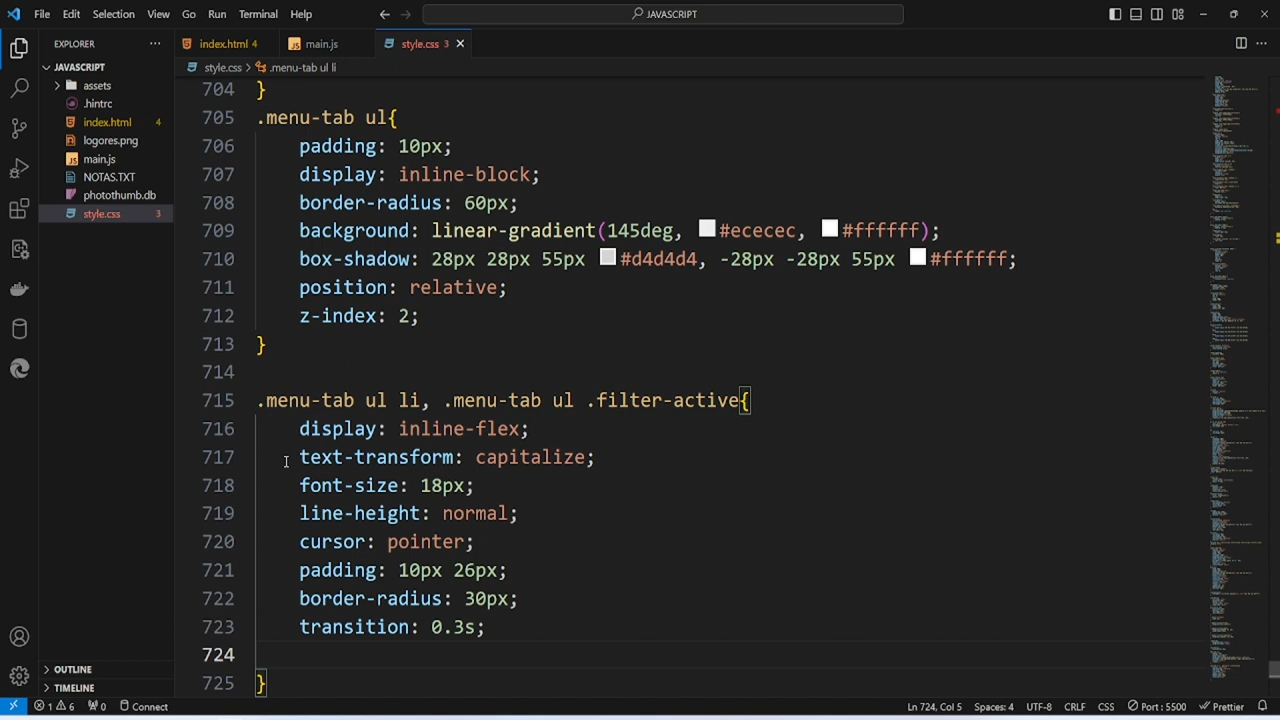 File Edit Selection View Go Run Terminal Help
JAVASCRIPT
EXPLORER
index.html 4
main.js
style.css 3
JAVASCRIPT
style.css > .menu-tab ul li
assets
.hintrc
index.html 4
logores.png
main.js
NOTAS.TXT
photothumb.db
style.css 3
704 }
705 .menu-tab ul{
706 padding: 10px;
707 display: inline-block;
708 border-radius: 60px;
709 background: linear-gradient(145deg, #ececec, #ffffff);
710 box-shadow: 28px 28px 55px #d4d4d4, -28px -28px 55px #ffffff;
711 position: relative;
712 z-index: 2;
713 }
714
715 .menu-tab ul li, .menu-tab ul .filter-active{
716 display: inline-flex;
717 text-transform: capitalize;
718 font-size: 18px;
719 line-height: normal;
720 cursor: pointer;
721 padding: 10px 26px;
722 border-radius: 30px;
723 transition: 0.3s;
724
725 }
OUTLINE
TIMELINE
1 6 0 Connect
Ln 724, Col 5 Spaces: 4 UTF-8 CRLF CSS Port : 5500 Prettier